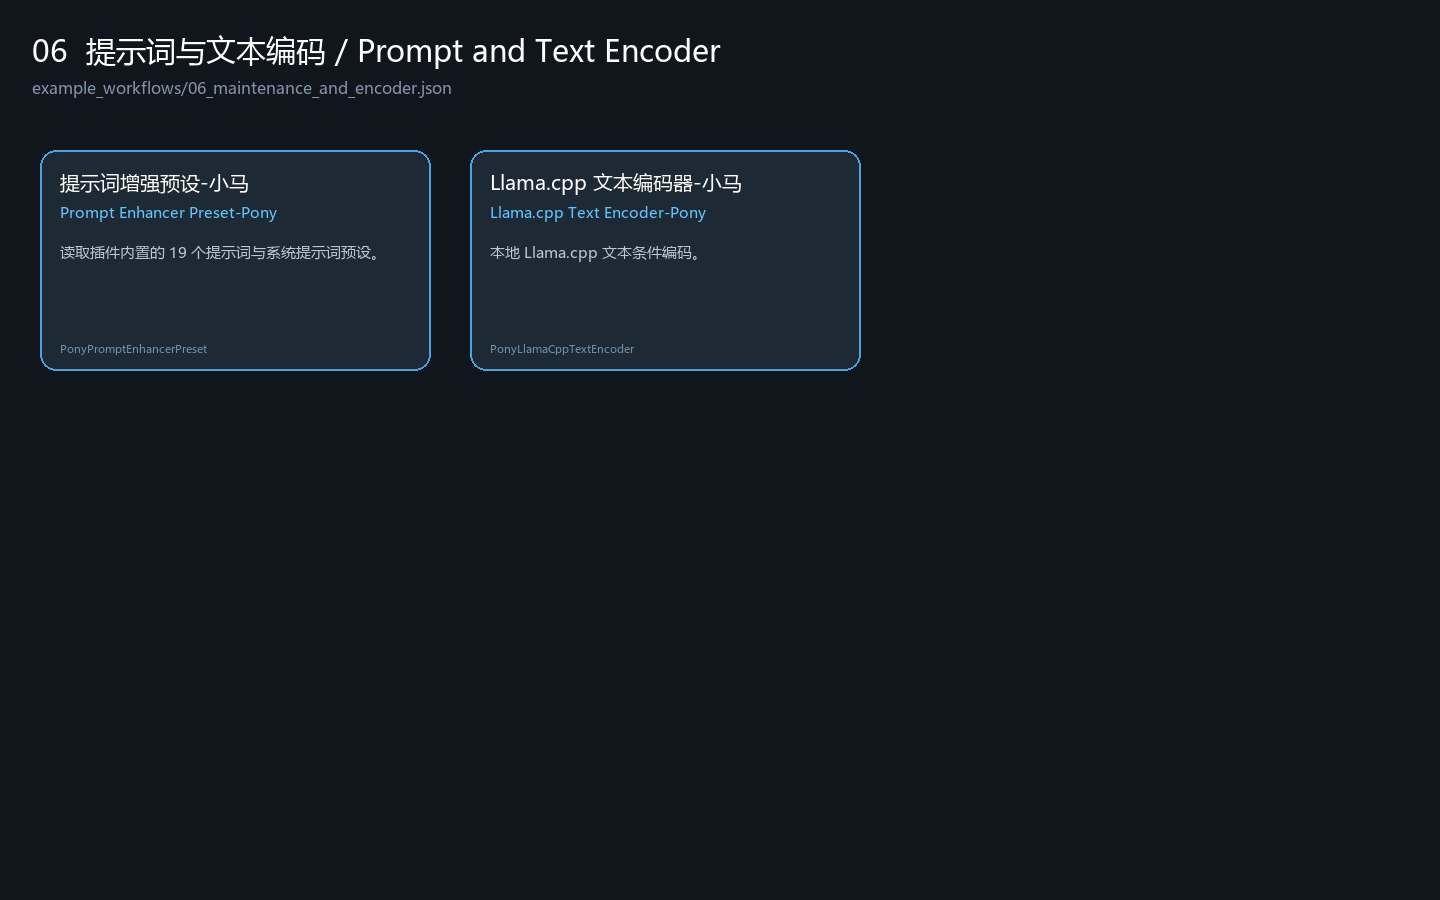 06 提示词与文本编码 / Prompt and Text Encoder
example_workflows/06_maintenance_and_encoder.json
提示词增强预设-小马
Prompt Enhancer Preset-Pony
读取插件内置的 19 个提示词与系统提示词预设。
PonyPromptEnhancerPreset
Llama.cpp 文本编码器-小马
Llama.cpp Text Encoder-Pony
本地 Llama.cpp 文本条件编码。
PonyLlamaCppTextEncoder